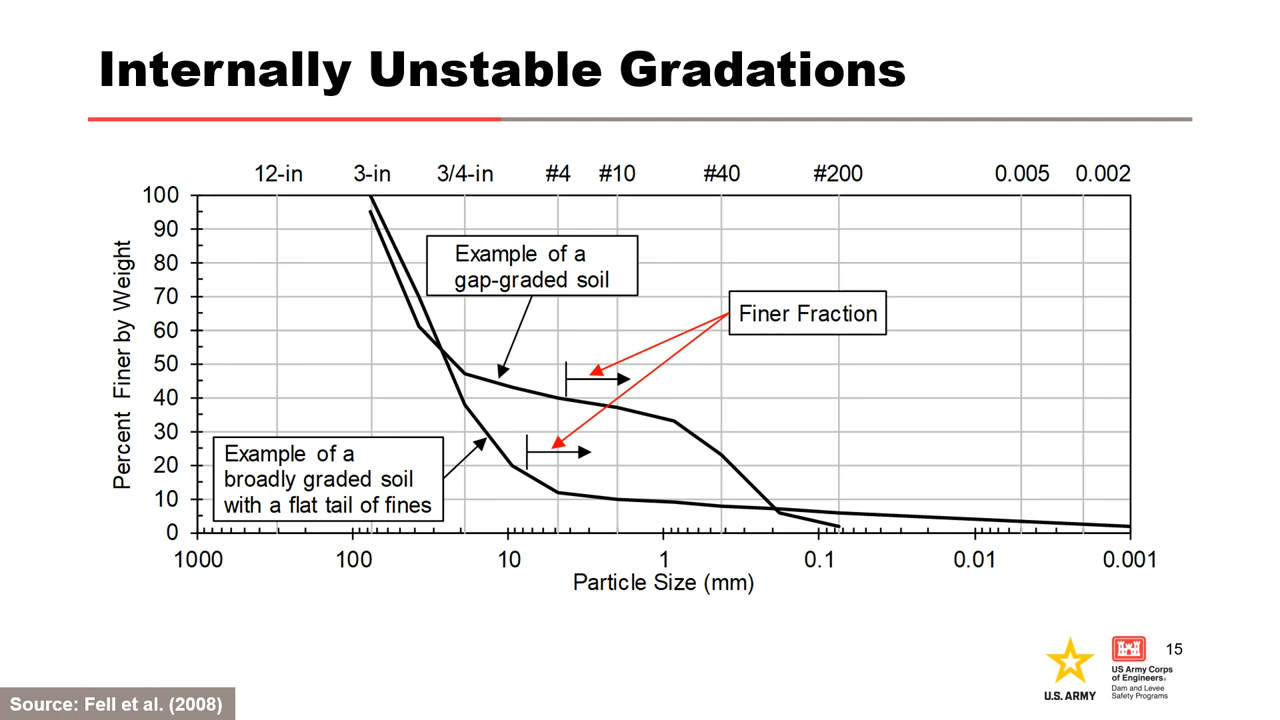 Internally Unstable Gradations
12-in 3-in 3/4-in #4 #10 #40 #200 0.005 0.002
Percent Finer by Weight
100
90
80
70
60
50
40
30
20
10
0
Example of a
gap-graded soil
Finer Fraction
Example of a
broadly graded soil
with a flat tail of fines
1000 100 10 1 0.1 0.01 0.001
Particle Size (mm)
U.S. ARMY
US Army Corps
of Engineers®
Dam and Levee
Safety Programs
15
Source: Fell et al. (2008)